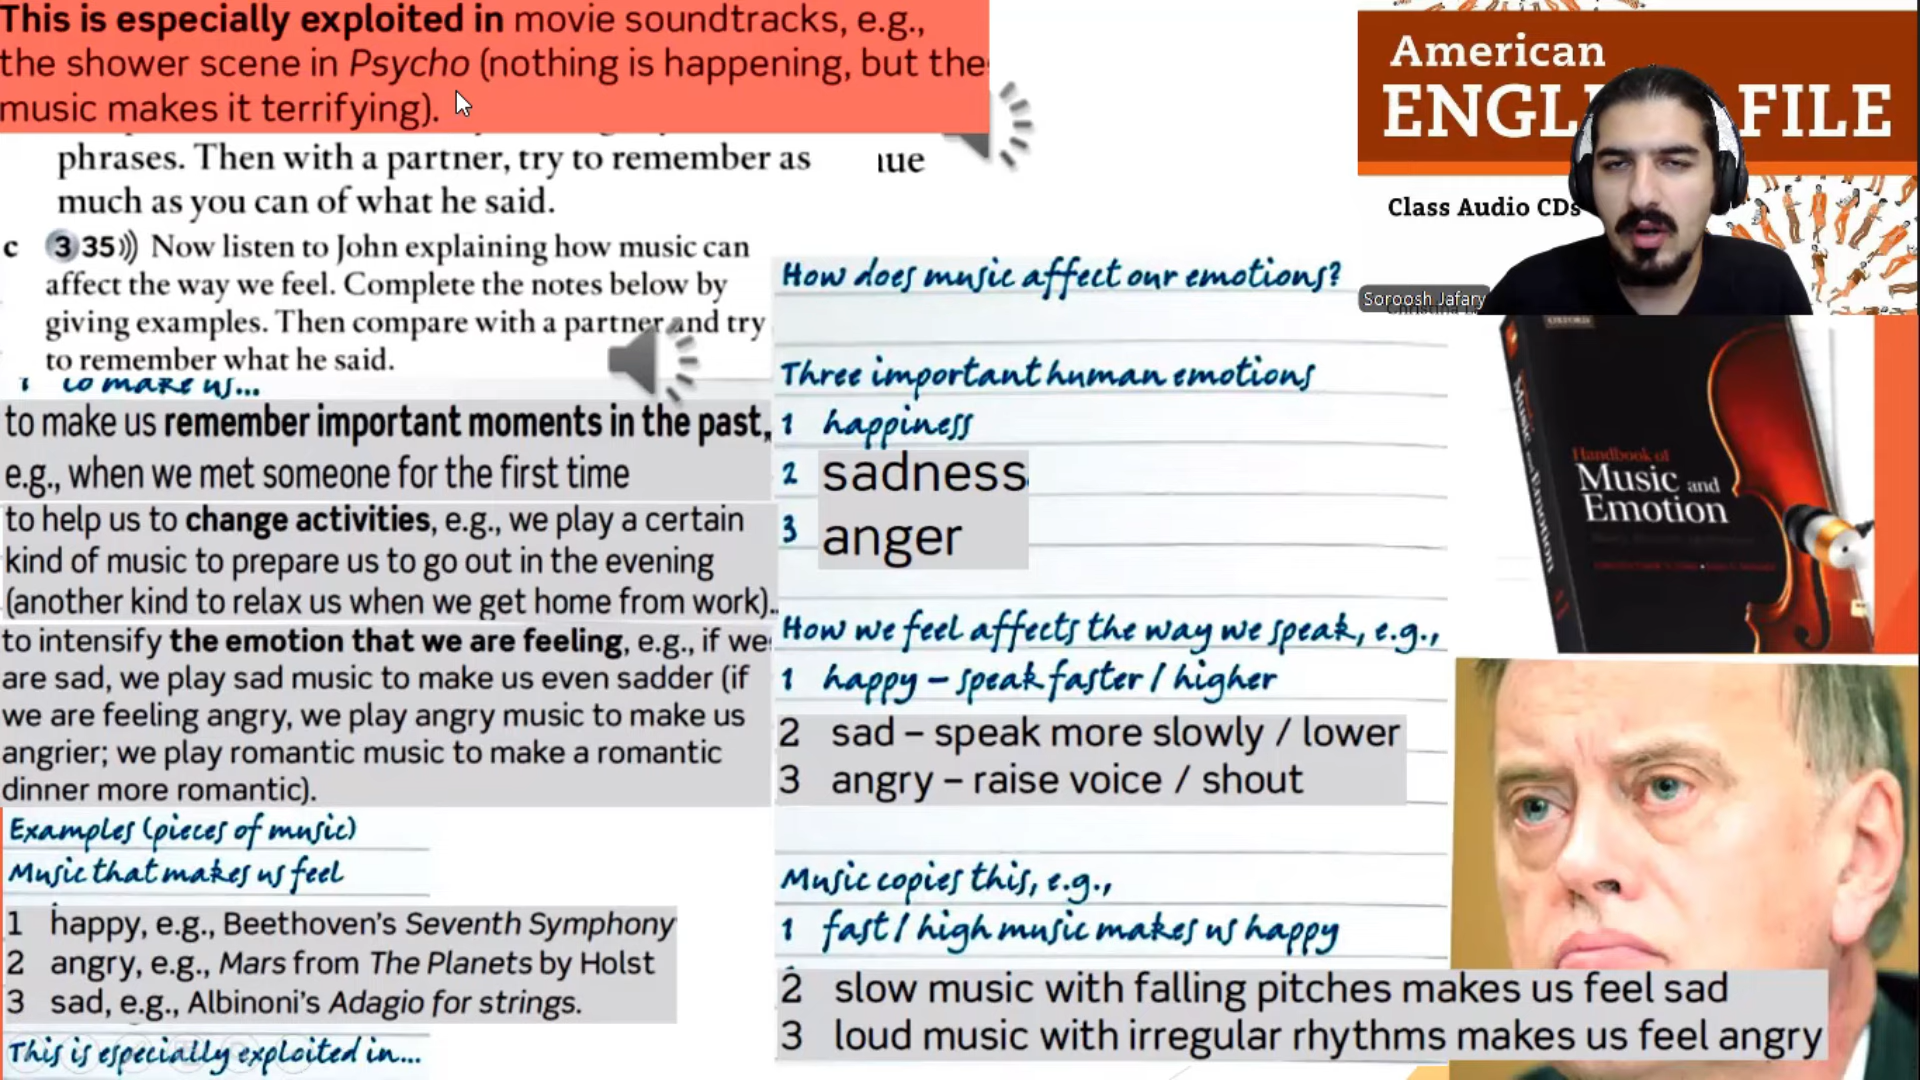 This is especially exploited in movie soundtracks, e.g.,
the shower scene in Psycho (nothing is happening, but the
music makes it terrifying).
phrases. Then with a partner, try to remember as
much as you can of what he said.
c 3 35 Now listen to John explaining how music can
affect the way we feel. Complete the notes below by
giving examples. Then compare with a partner and try
to remember what he said.
1 to make us...
to make us remember important moments in the past,
e.g., when we met someone for the first time
to help us to change activities, e.g., we play a certain
kind of music to prepare us to go out in the evening
(another kind to relax us when we get home from work).
to intensify the emotion that we are feeling, e.g., if we
are sad, we play sad music to make us even sadder (if
we are feeling angry, we play angry music to make us
angrier; we play romantic music to make a romantic
dinner more romantic).
Examples (pieces of music)
Music that makes us feel
1 happy, e.g., Beethoven's Seventh Symphony
2 angry, e.g., Mars from The Planets by Holst
3 sad, e.g., Albinoni's Adagio for strings.
This is especially exploited in...
How does music affect our emotions?
Three important human emotions
1 happiness
2 sadness
3 anger
How we feel affects the way we speak, e.g.,
1 happy – speak faster / higher
2 sad – speak more slowly / lower
3 angry – raise voice / shout
Music copies this, e.g.,
1 fast / high music makes us happy
2 slow music with falling pitches makes us feel sad
3 loud music with irregular rhythms makes us feel angry
American
ENGL FILE
Class Audio CDs
Soroosh Jafary
OXFORD
Handbook of
Music and
Emotion